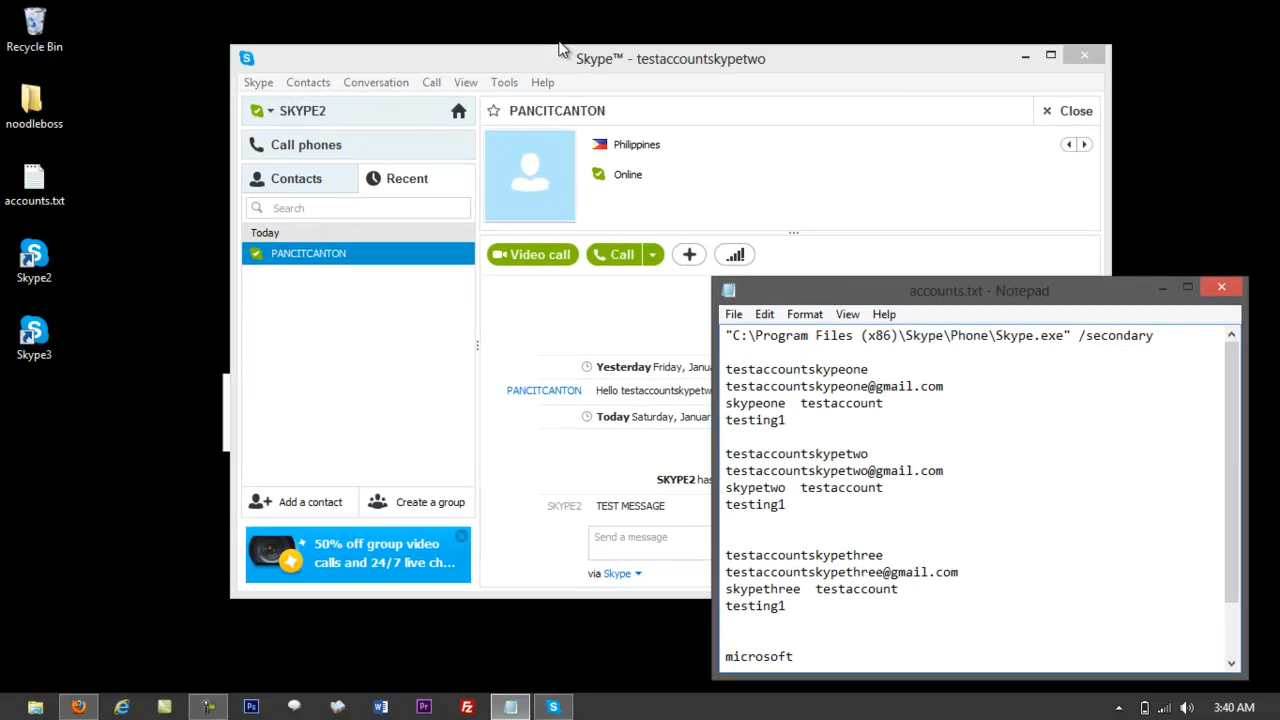 Recycle Bin
noodleboss
accounts.txt
Skype2
Skype3
Skype™ - testaccountskypetwo
Skype Contacts Conversation Call View Tools Help
SKYPE2
Call phones
Contacts Recent
Search
Today
PANCITCANTON
Add a contact Create a group
50% off group video
calls and 24/7 live ch...
PANCITCANTON
Close
Philippines
Online
Video call Call
Yesterday Friday, Janu
PANCITCANTON Hello testaccountskypetw
Today Saturday, Januar
SKYPE2 has
SKYPE2 TEST MESSAGE
Send a message
via Skype
accounts.txt - Notepad
File Edit Format View Help
"C:\Program Files (x86)\Skype\Phone\Skype.exe" /secondary
testaccountskypeone
testaccountskypeone@gmail.com
skypeone testaccount
testing1
testaccountskypetwo
testaccountskypetwo@gmail.com
skypetwo testaccount
testing1
testaccountskypethree
testaccountskypethree@gmail.com
skypethree testaccount
testing1
microsoft
Ps
Pr
Fz
3:40 AM